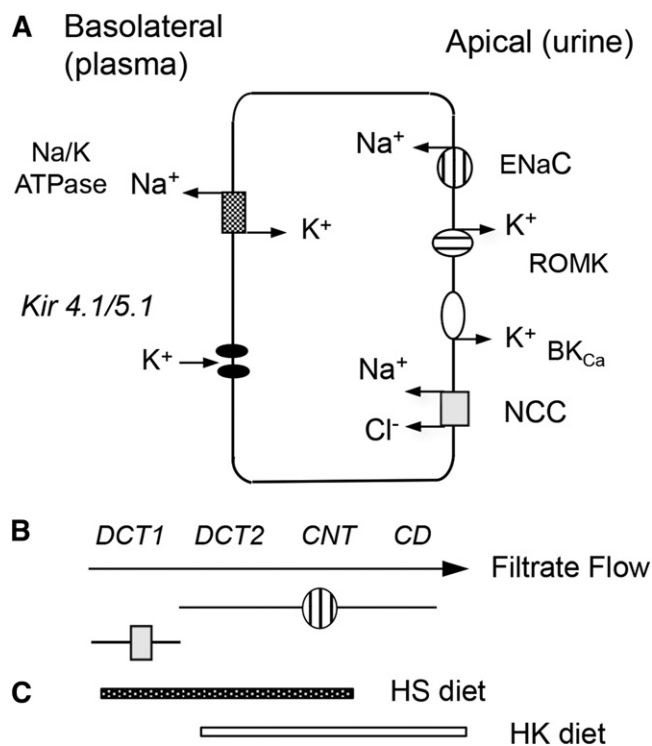 A
Basolateral
(plasma)
Apical (urine)
Na/K
ATPase
Na⁺
K⁺
Kir 4.1/5.1
K⁺
Na⁺
ENaC
K⁺
ROMK
K⁺
BKCa
Na⁺
Cl⁻
NCC
B
DCT1 DCT2 CNT CD
Filtrate Flow
C
HS diet
HK diet